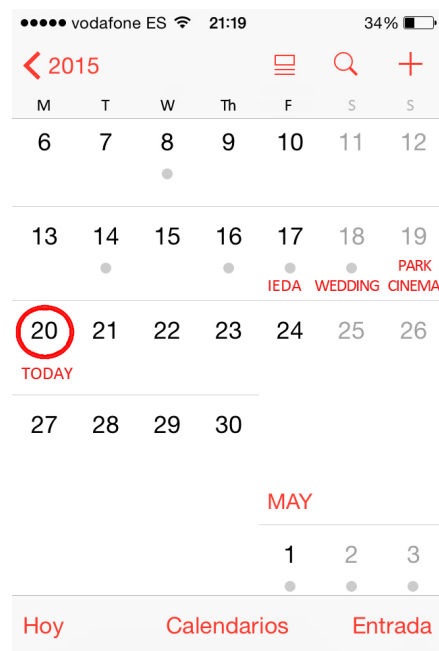 vodafone ES 21:19 34%
2015
M T W Th F S S
6 7 8 9 10 11 12
13 14 15 16 17 18 19
PARK
IEDA WEDDING CINEMA
20 21 22 23 24 25 26
TODAY
27 28 29 30
MAY
1 2 3
Hoy Calendarios Entrada